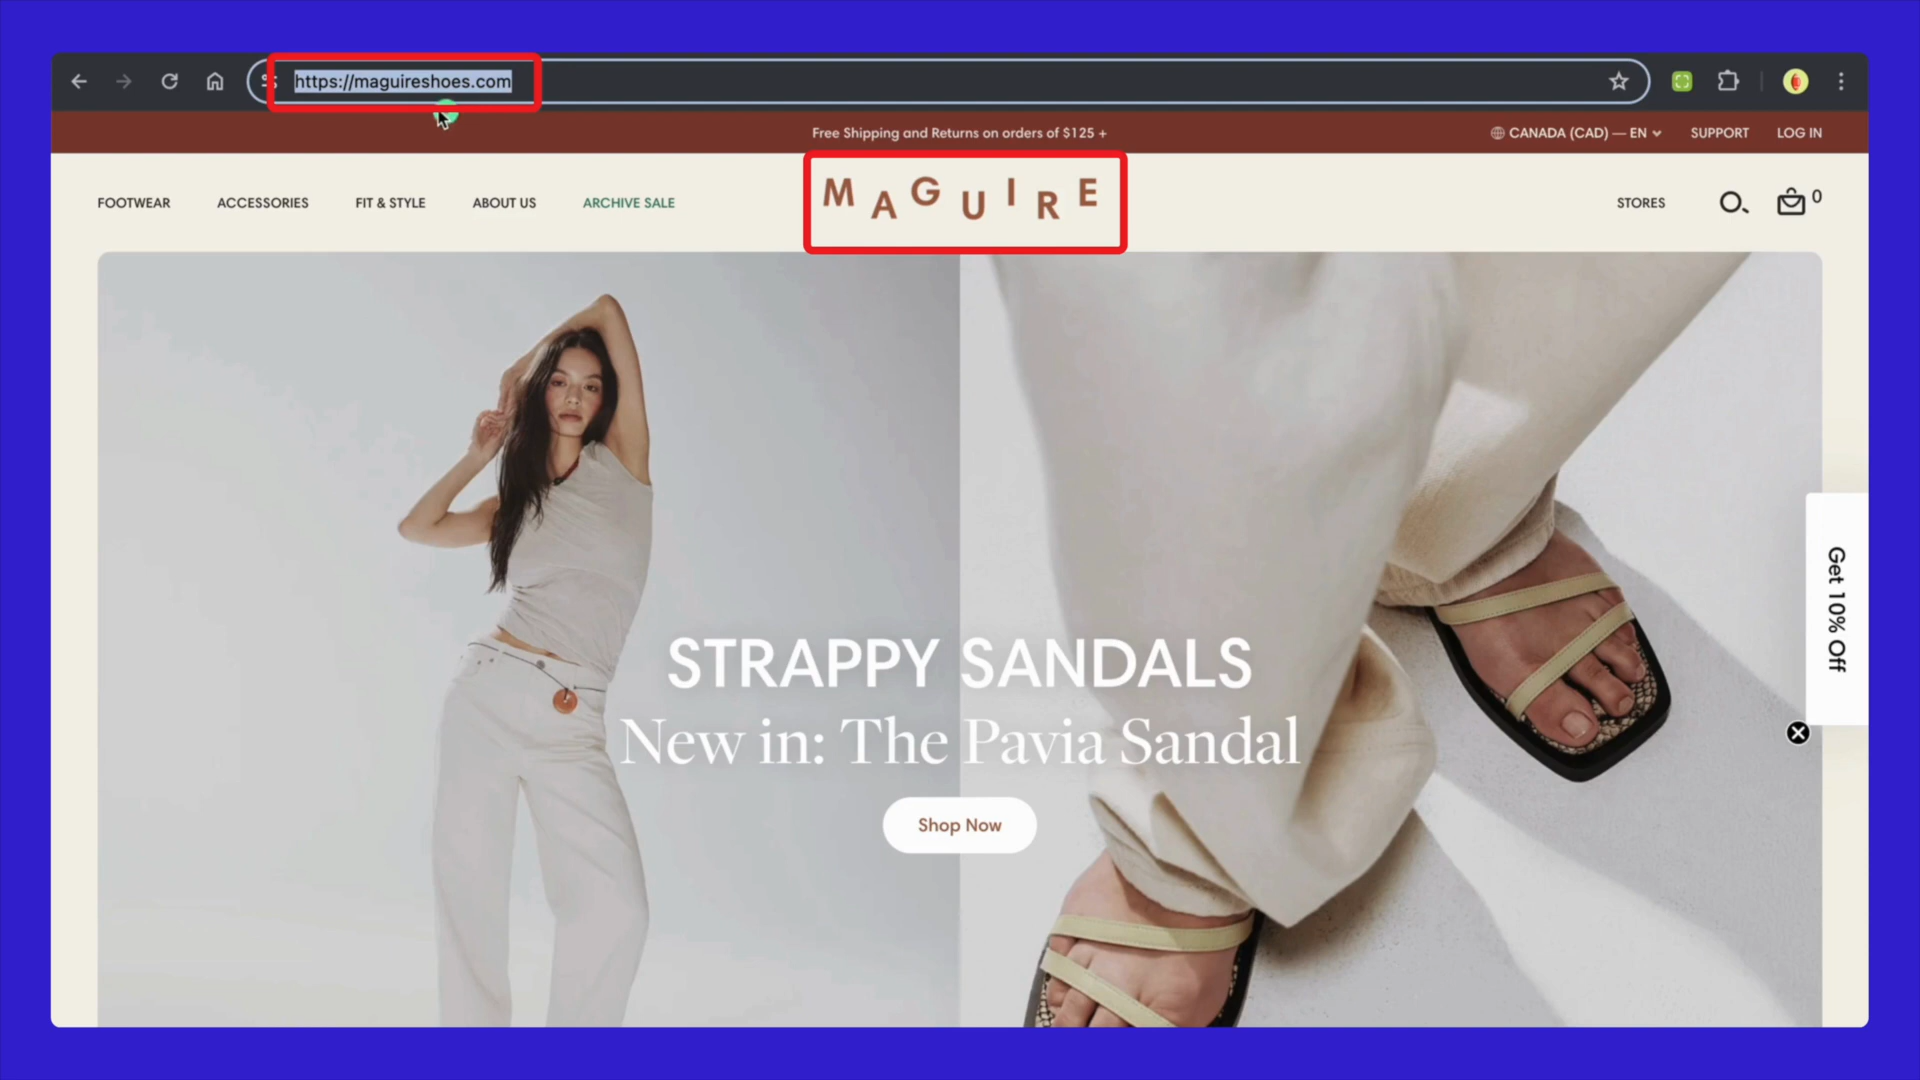 https://maguireshoes.com
Free Shipping and Returns on orders of $125 +
CANADA (CAD) — EN
SUPPORT
LOG IN
FOOTWEAR
ACCESSORIES
FIT & STYLE
ABOUT US
ARCHIVE SALE
MAGUIRE
STORES
0
STRAPPY SANDALS
New in: The Pavia Sandal
Shop Now
Get 10% Off